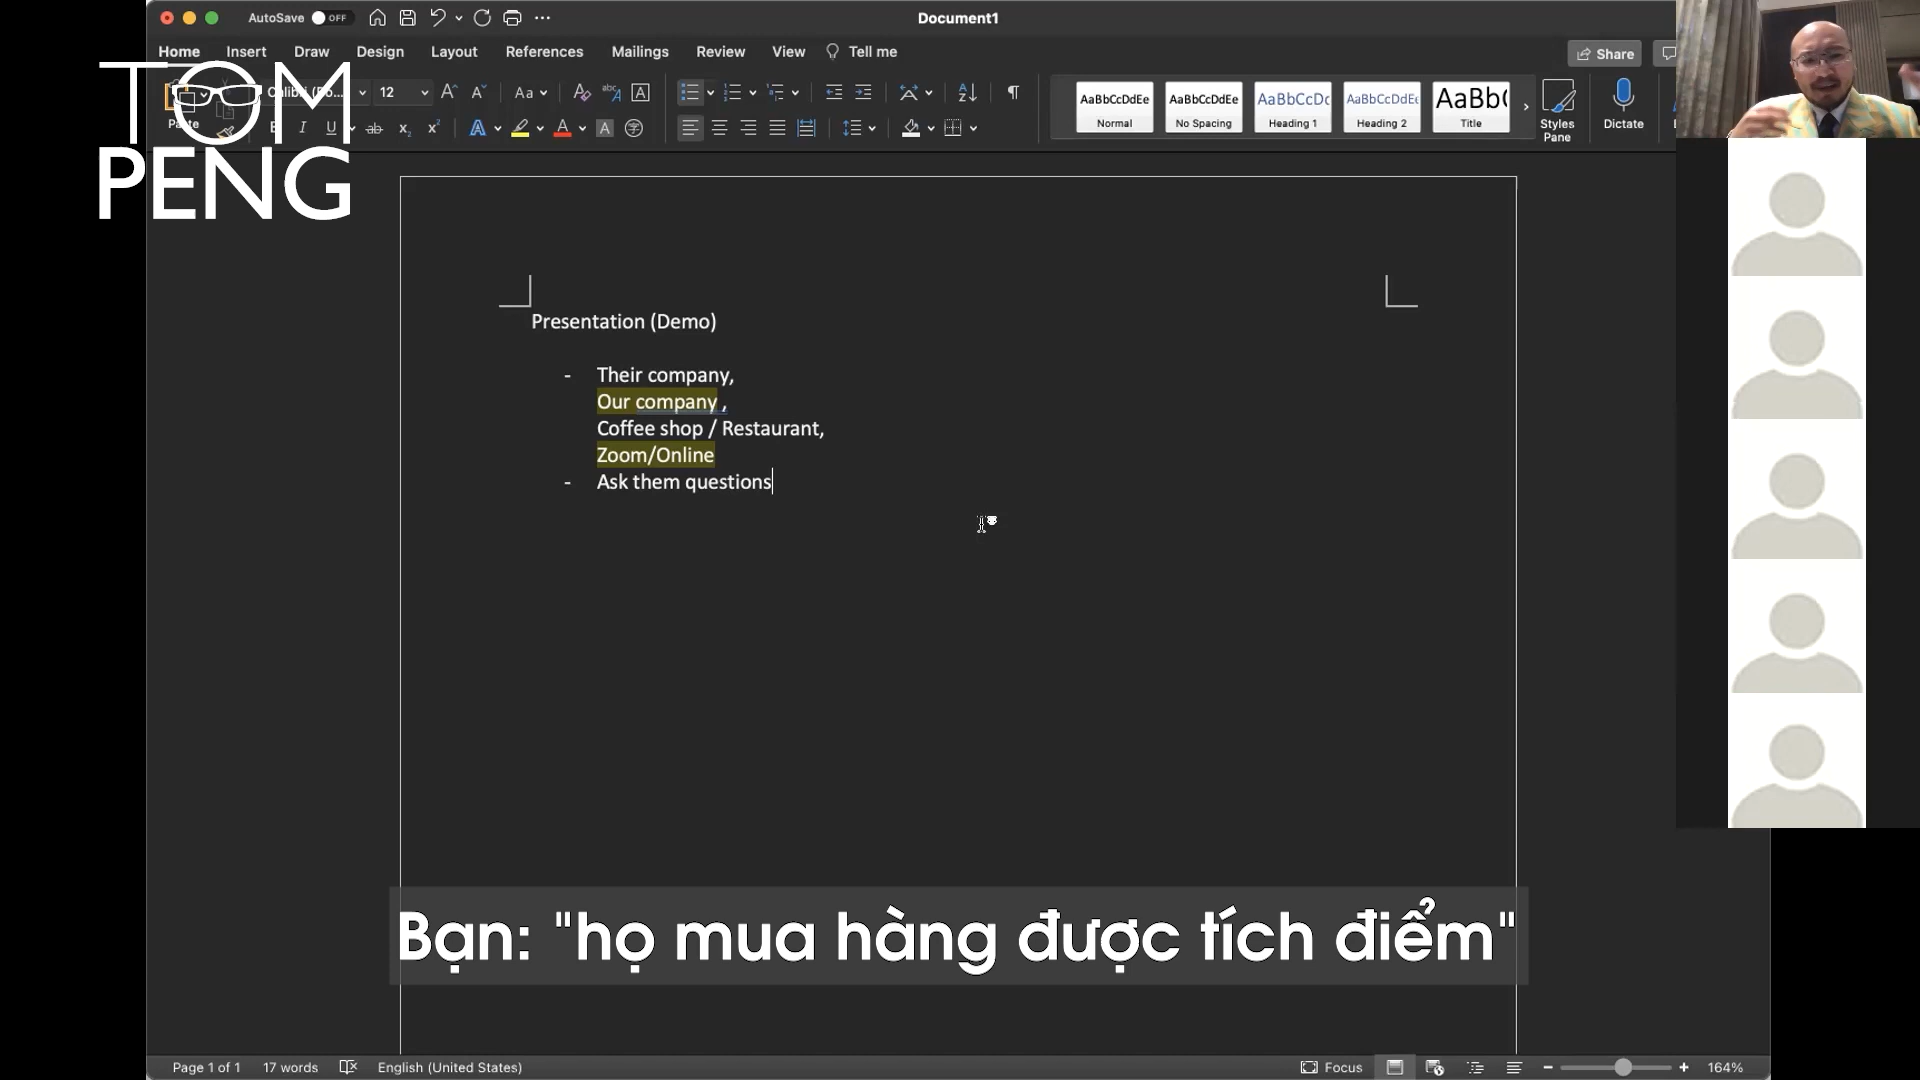 AutoSave OFF
Document1
Home Insert Draw Design Layout References Mailings Review View Tell me
Share
TOM
PENG
Paste
12
Aa
AaBbCcDdEe AaBbCcDdEe AaBbCcDc AaBbCcDdEe AaBb(
Normal No Spacing Heading 1 Heading 2 Title
Styles
Pane
Dictate
Presentation (Demo)
- Their company,
Our company ,
Coffee shop / Restaurant,
Zoom/Online
- Ask them questions
Bạn: "họ mua hàng được tích điểm"
Page 1 of 1 17 words English (United States) Focus 164%